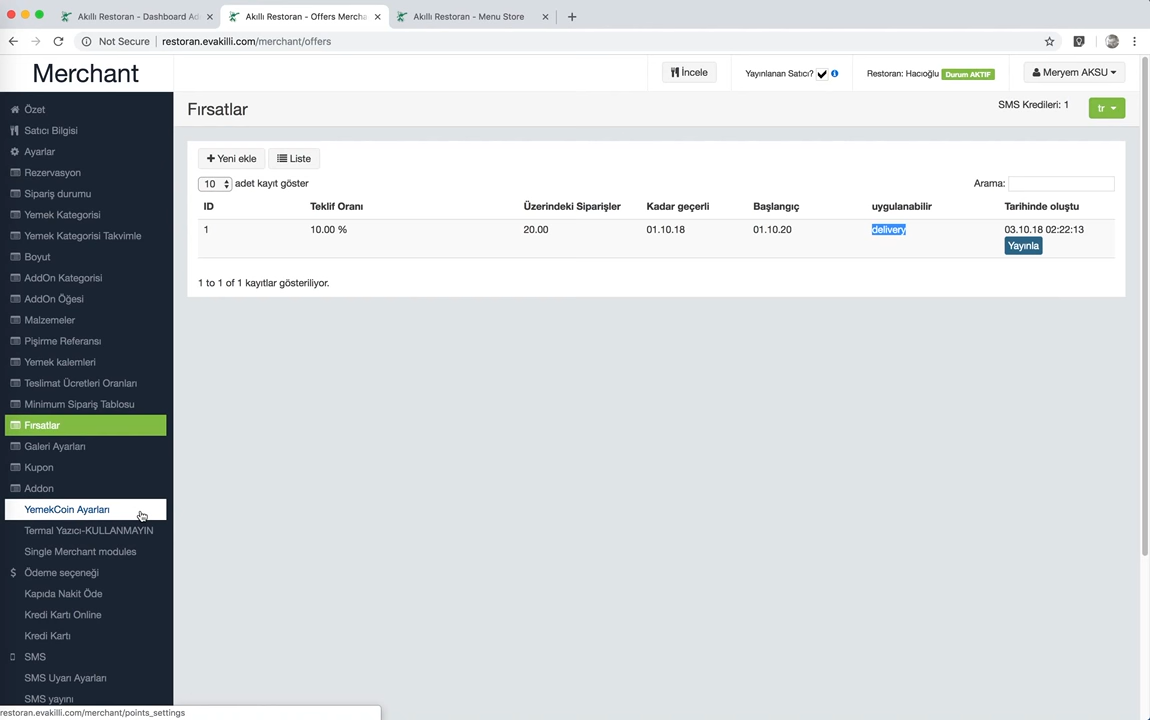 Akıllı Restoran - Dashboard Ad
Akıllı Restoran - Offers Mercha
Akıllı Restoran - Menu Store
Not Secure
restoran.evakilli.com/merchant/offers
Merchant
İncele
Yayınlanan Satıcı?
Restoran: Hacıoğlu Durum AKTIF
Meryem AKSU
Fırsatlar
SMS Kredileri: 1
tr
Özet
Satıcı Bilgisi
Ayarlar
Rezervasyon
Sipariş durumu
Yemek Kategorisi
Yemek Kategorisi Takvimle
Boyut
AddOn Kategorisi
AddOn Öğesi
Malzemeler
Pişirme Referansı
Yemek kalemleri
Teslimat Ücretleri Oranları
Minimum Sipariş Tablosu
Fırsatlar
Galeri Ayarları
Kupon
Addon
YemekCoin Ayarları
Termal Yazıcı-KULLANMAYIN
Single Merchant modules
$ Ödeme seçeneği
Kapıda Nakit Öde
Kredi Kartı Online
Kredi Kartı
SMS
SMS Uyarı Ayarları
SMS yayını
+ Yeni ekle
Liste
10 adet kayıt göster
Arama:
ID Teklif Oranı Üzerindeki Siparişler Kadar geçerli Başlangıç uygulanabilir Tarihinde oluştu
1 10.00 % 20.00 01.10.18 01.10.20 delivery 03.10.18 02:22:13
Yayınla
1 to 1 of 1 kayıtlar gösteriliyor.
restoran.evakilli.com/merchant/points_settings